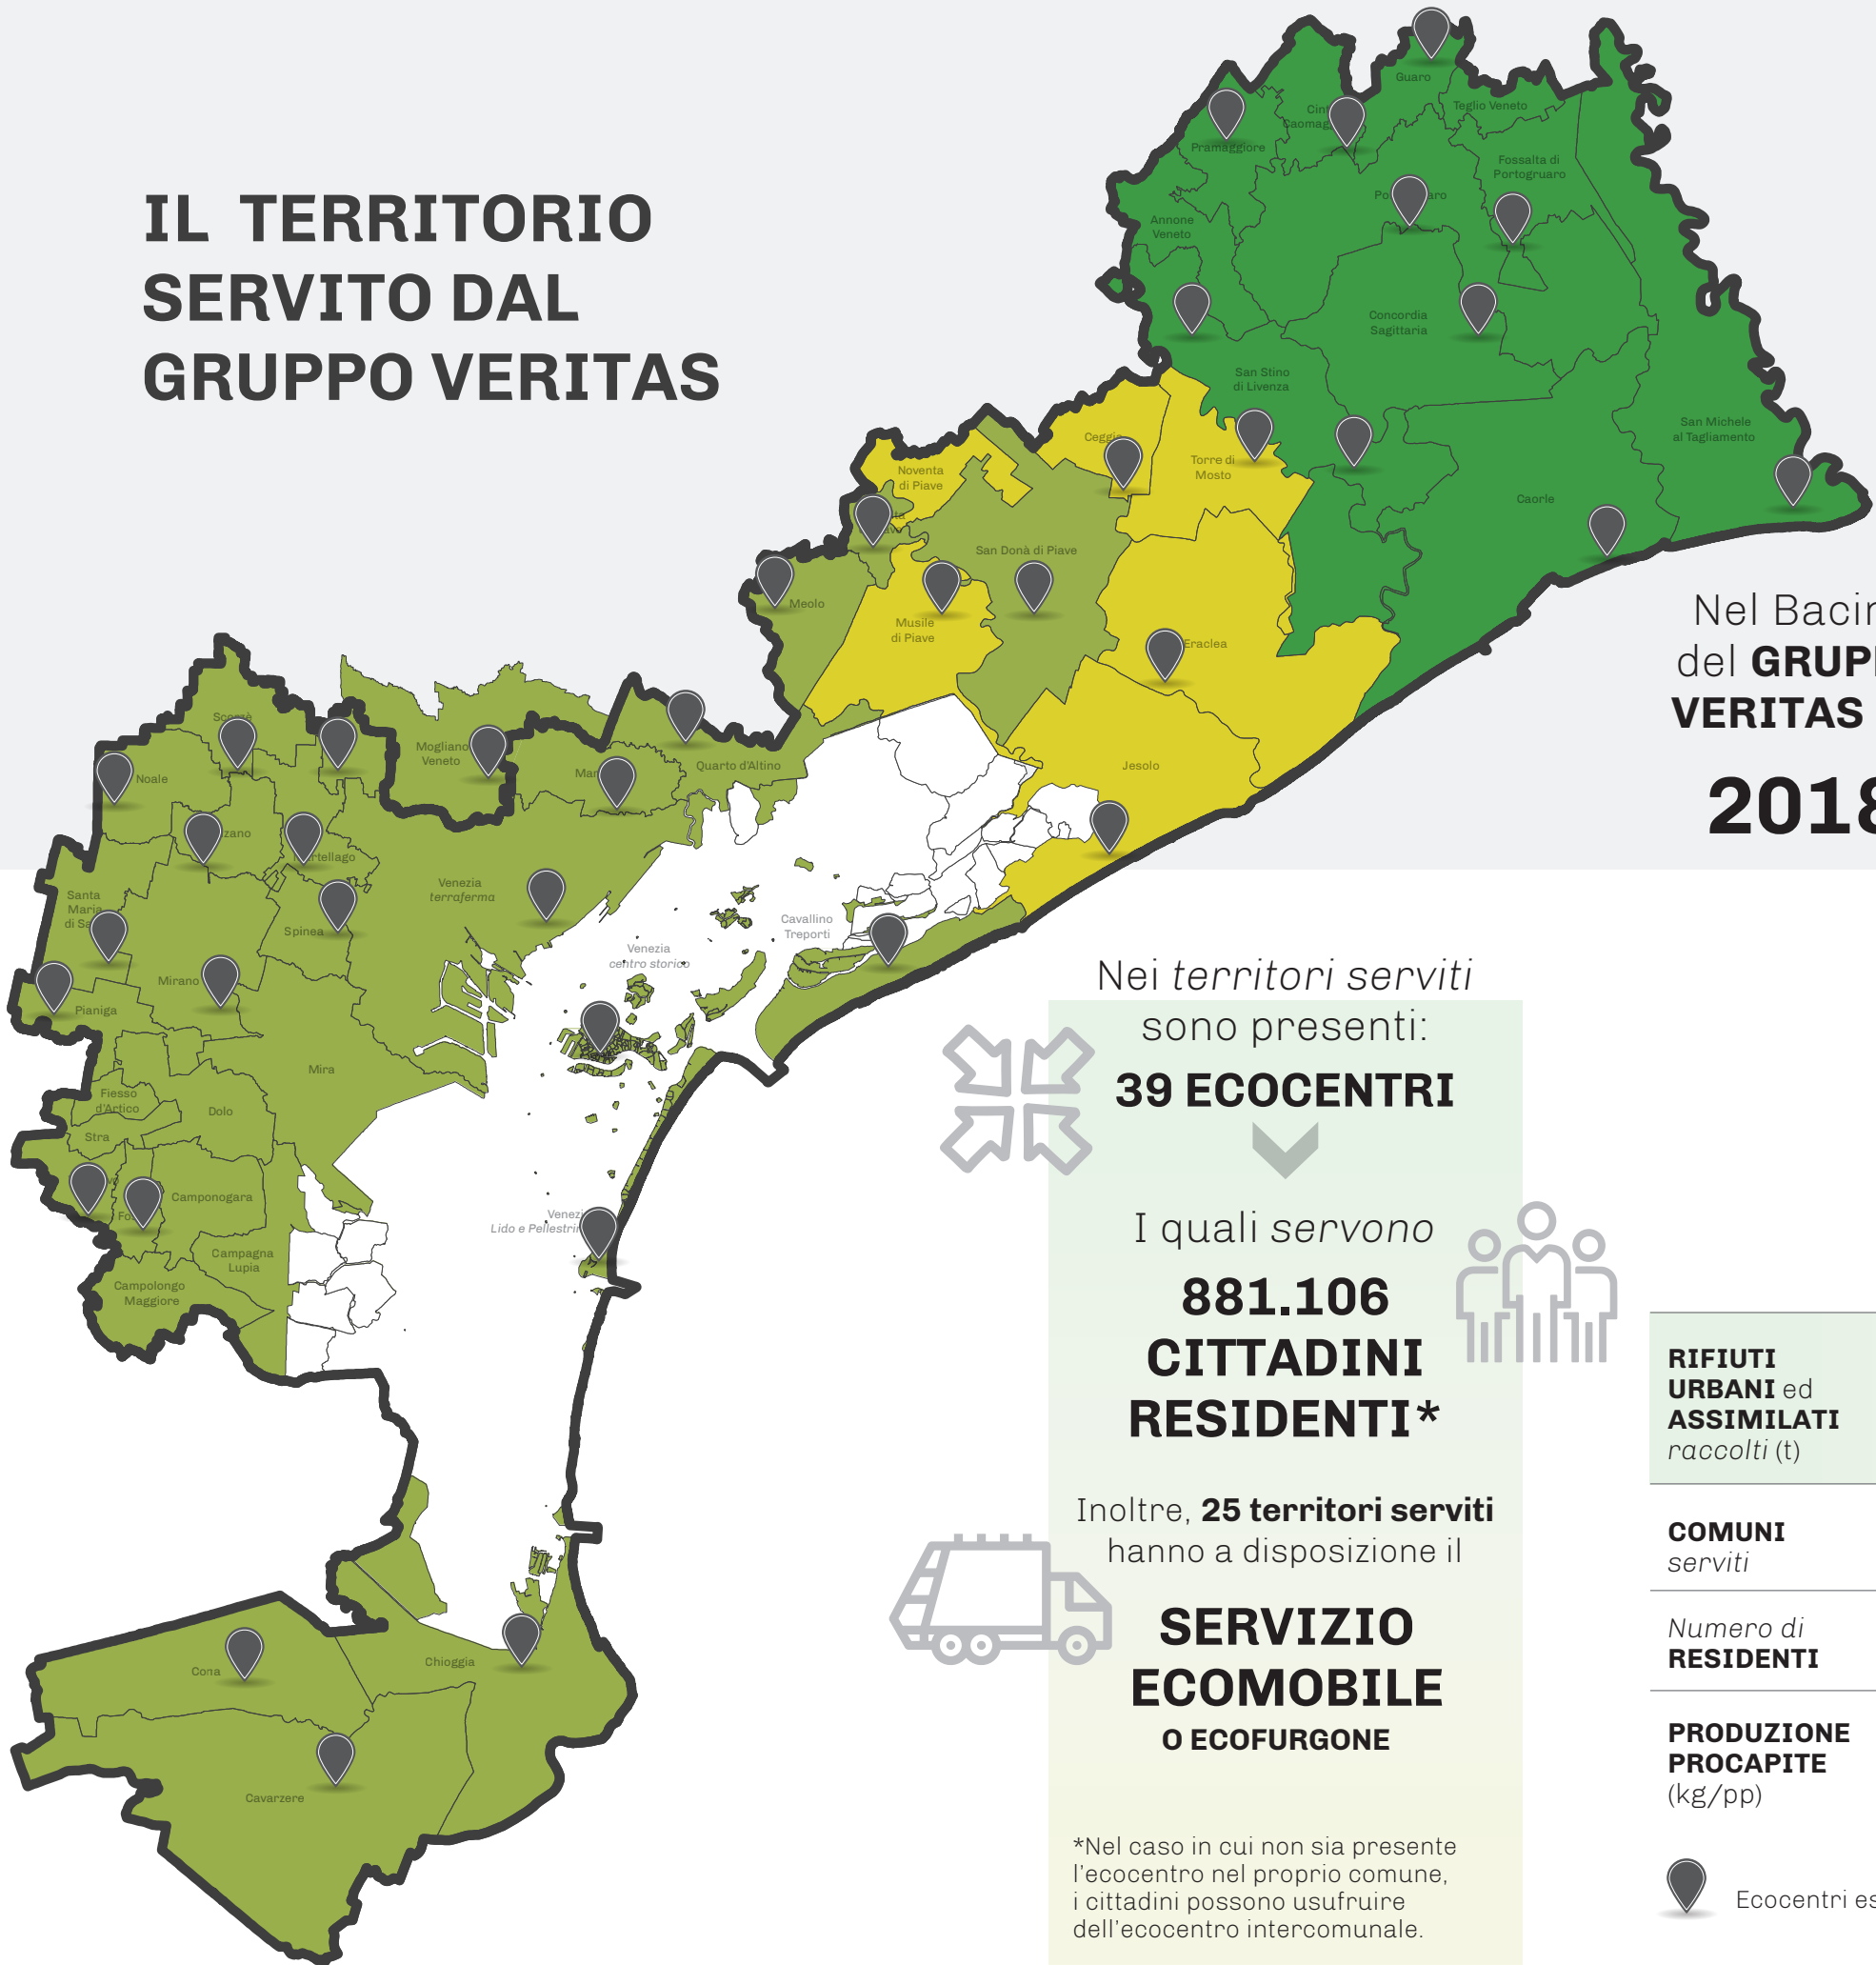 IL TERRITORIO
SERVITO DAL
GRUPPO VERITAS
Guaro
Teglio Veneto
Pramaggiore
Fossalta di
Portogruaro
Annone
Veneto
Concordia
Sagittaria
San Stino
di Livenza
San Michele
al Tagliamento
Caorle
Torre di
Mosto
Noventa
di Piave
San Donà di Piave
Meolo
Musile
di Piave
Eraclea
Jesolo
Quarto d'Altino
Mogliano
Veneto
Noale
Venezia
terraferma
Santa
Maria
Spinea
Mirano
Pianiga
Mira
Fiesso
d'Artico
Dolo
Stra
Camponogara
Campagna
Lupia
Campolongo
Maggiore
Cavallino
Treporti
Venezia
centro storico
Lido e
Cona
Chioggia
Cavarzere
del
VERITAS
2018
Nei territori serviti
sono presenti:
39 ECOCENTRI
I quali servono
881.106
CITTADINI
RESIDENTI*
Inoltre, 25 territori serviti
hanno a disposizione il
SERVIZIO
ECOMOBILE
O ECOFURGONE
*Nel caso in cui non sia presente
l'ecocentro nel proprio comune,
i cittadini possono usufruire
dell'ecocentro intercomunale.
RIFIUTI
URBANI ed
ASSIMILATI
raccolti (t)
COMUNI
serviti
Numero di
RESIDENTI
PRODUZIONE
PROCAPITE
(kg/pp)
Ecocentri